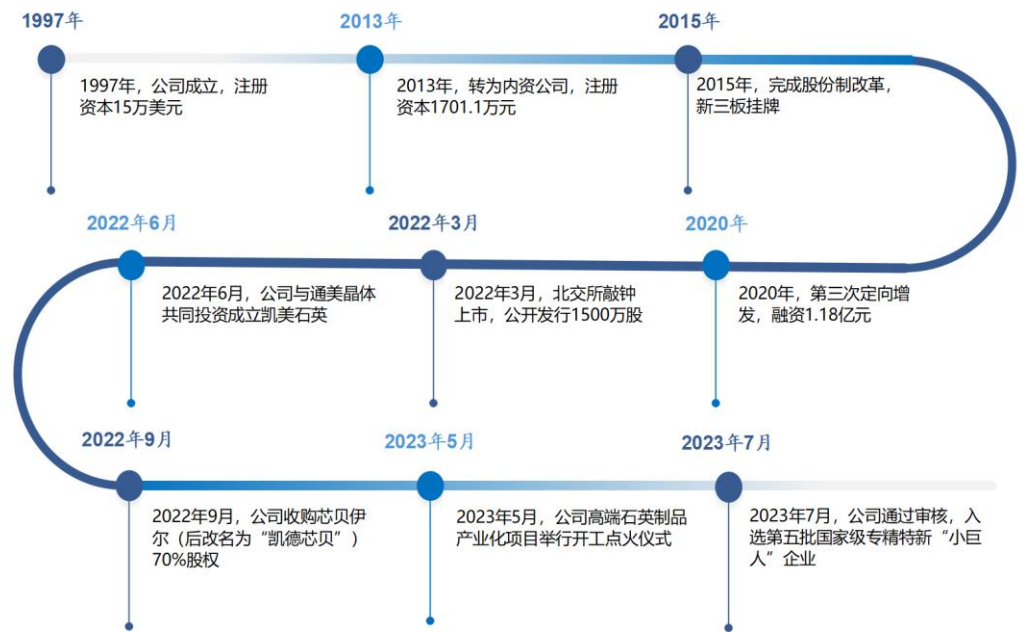 1997年
2013年
2015年
1997年，公司成立，注册
资本15万美元
2013年，转为内资公司，注册
资本1701.1万元
2015年，完成股份制改革，
新三板挂牌
2020年
2020年，第三次定向增
发，融资1.18亿元
2022年3月
2022年3月，北交所敲钟
上市，公开发行1500万股
2022年6月
2022年6月，公司与通美晶体
共同投资成立凯美石英
2022年9月
2022年9月，公司收购芯贝伊
尔（后改名为“凯德芯贝”）
70%股权
2023年5月
2023年5月，公司高端石英制品
产业化项目举行开工点火仪式
2023年7月
2023年7月，公司通过审核，入
选第五批国家级专精特新“小巨
人”企业